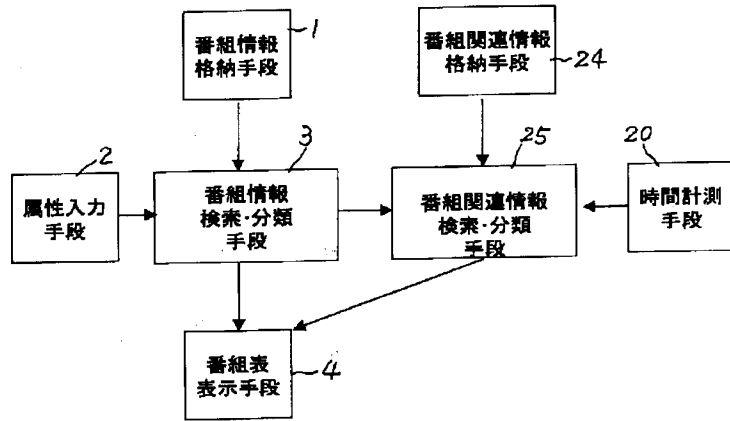 1
番組情報
格納手段
番組関連情報
格納手段
24
2
3
25
20
属性入力
手段
番組情報
検索･分類
手段
番組関連情報
検索･分類
手段
時間計測
手段
番組表
表示手段
4